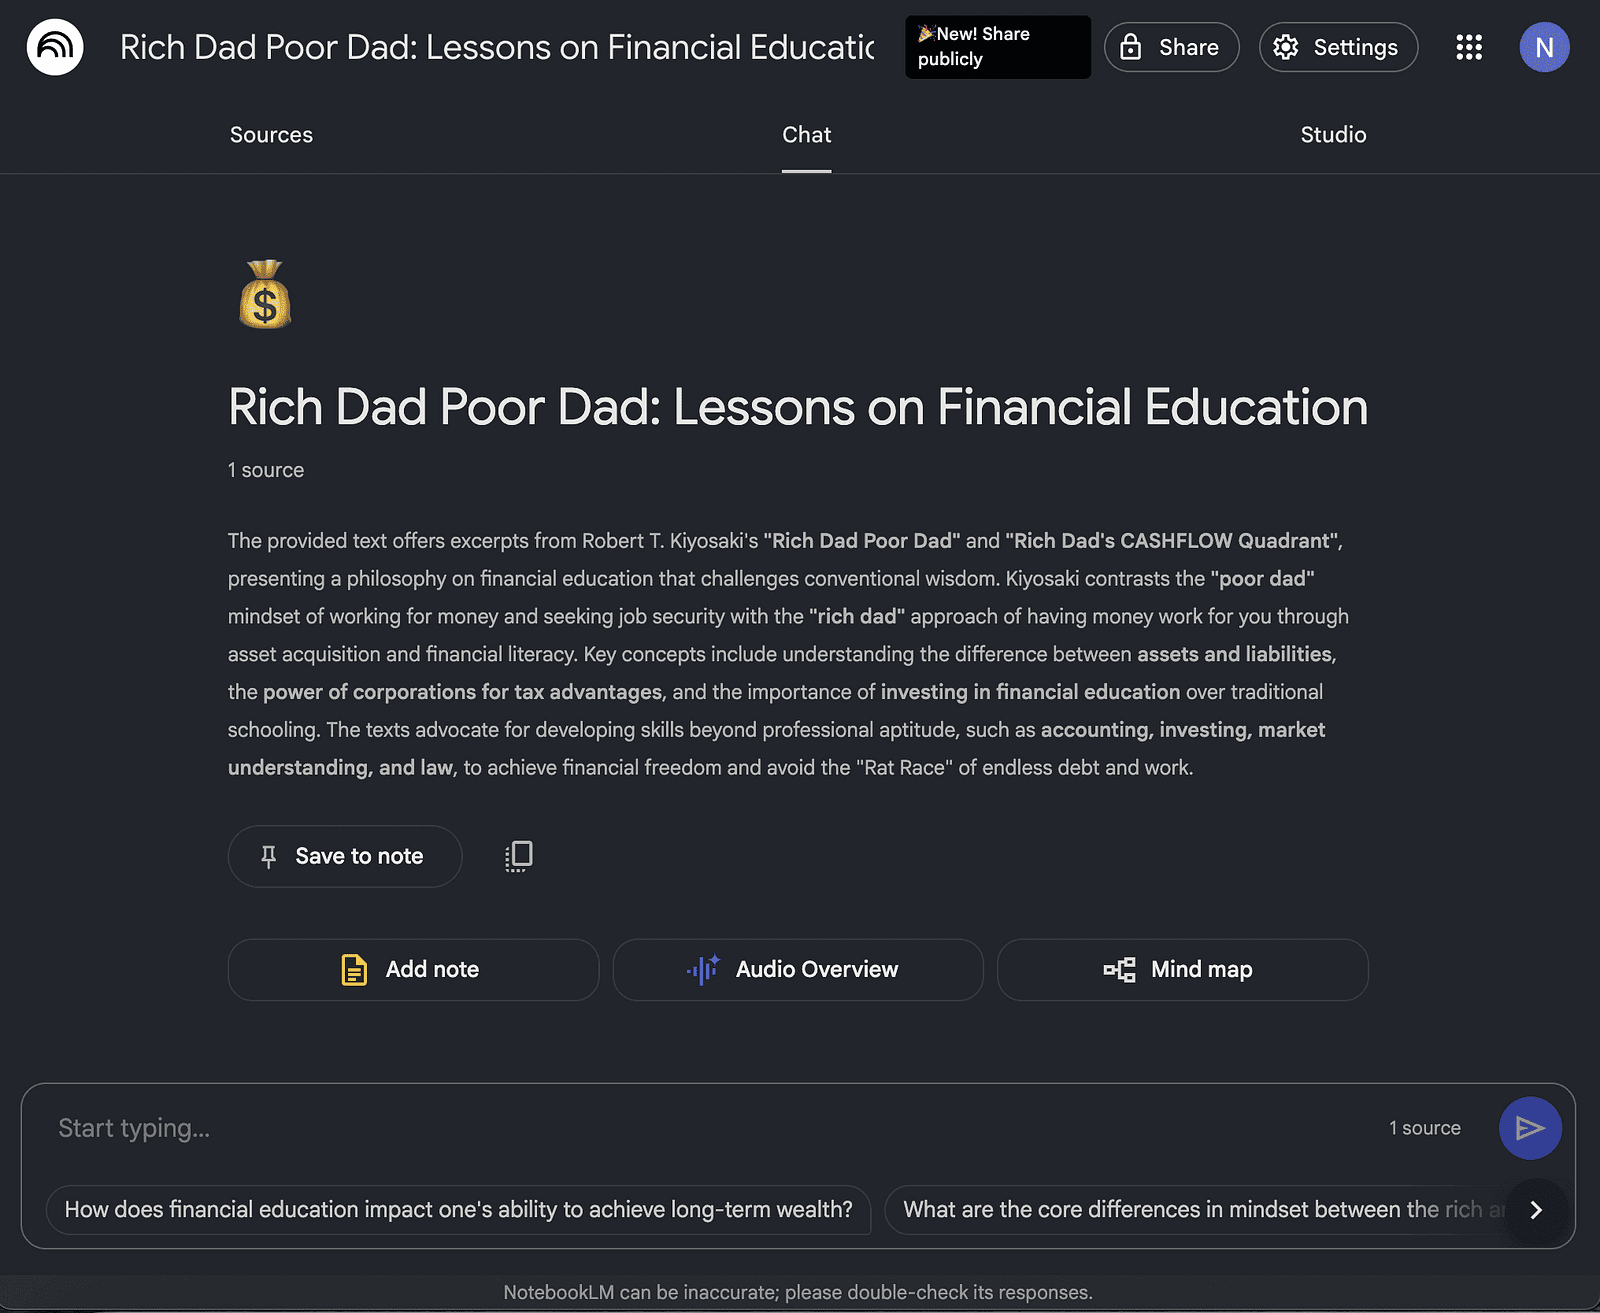 Rich Dad Poor Dad: Lessons on Financial Educatic
New! Share
publicly
Share
Settings
N
Sources
Chat
Studio
$
Rich Dad Poor Dad: Lessons on Financial Education
1 source
The provided text offers excerpts from Robert T. Kiyosaki's "Rich Dad Poor Dad" and "Rich Dad's CASHFLOW Quadrant",
presenting a philosophy on financial education that challenges conventional wisdom. Kiyosaki contrasts the "poor dad"
mindset of working for money and seeking job security with the "rich dad" approach of having money work for you through
asset acquisition and financial literacy. Key concepts include understanding the difference between assets and liabilities,
the power of corporations for tax advantages, and the importance of investing in financial education over traditional
schooling. The texts advocate for developing skills beyond professional aptitude, such as accounting, investing, market
understanding, and law, to achieve financial freedom and avoid the "Rat Race" of endless debt and work.
Save to note
Add note
Audio Overview
Mind map
Start typing...
1 source
How does financial education impact one's ability to achieve long-term wealth?
What are the core differences in mindset between the rich a
NotebookLM can be inaccurate; please double-check its responses.